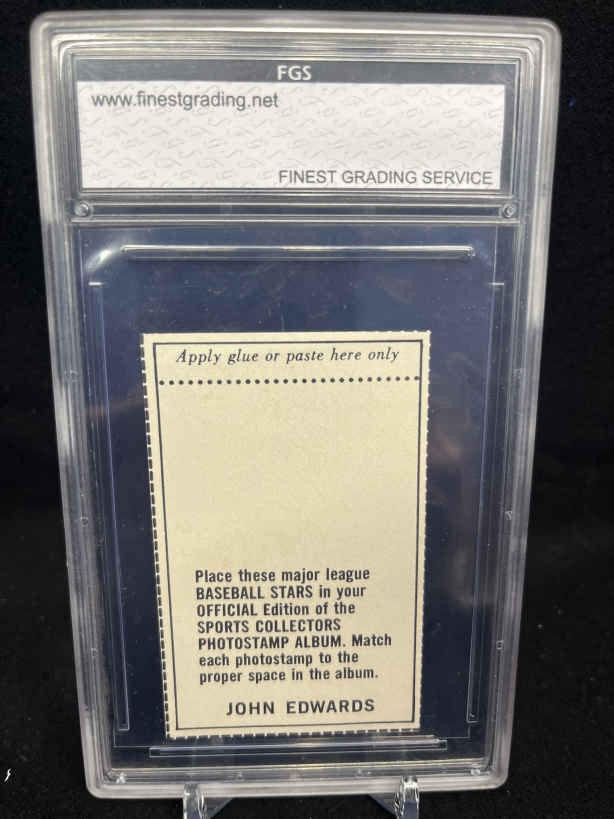 FGS
www.finestgrading.net
FINEST GRADING SERVICE
Apply glue or paste here only
Place these major league
BASEBALL STARS in your
OFFICIAL Edition of the
SPORTS COLLECTORS
PHOTOSTAMP ALBUM. Match
each photostamp to the
proper space in the album.
JOHN EDWARDS